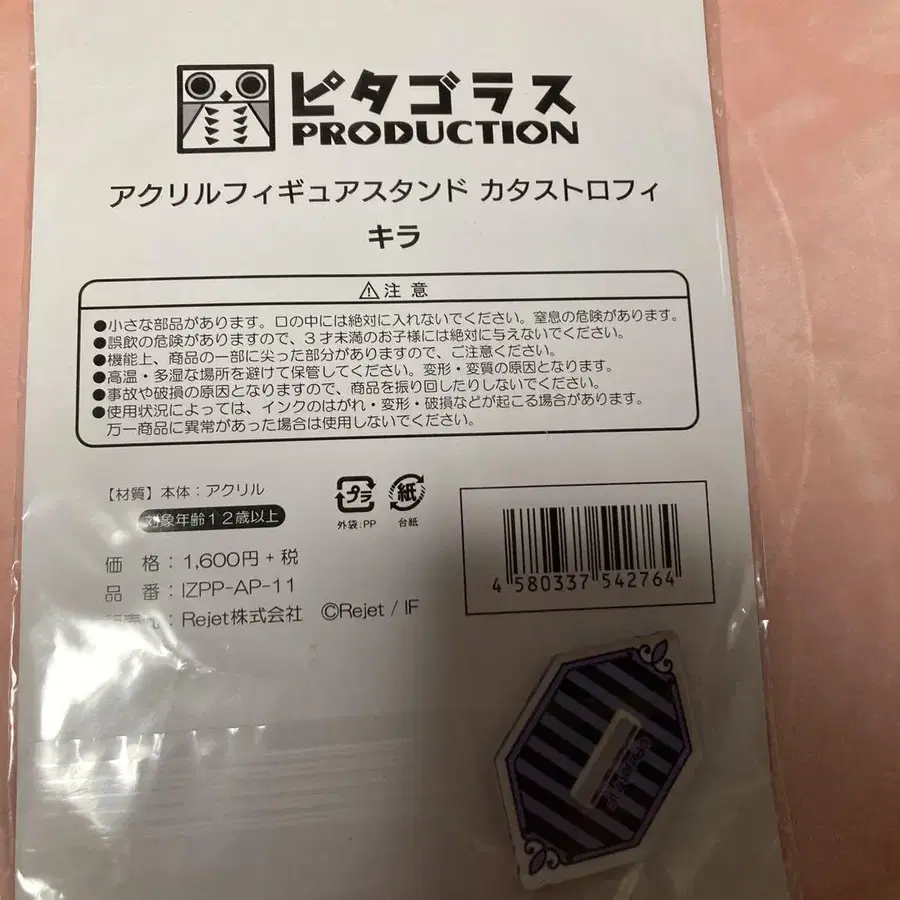 ピタゴラス
PRODUCTION
アクリルフィギュアスタンド カタストロフィ
キラ
⚠注 意
●小さな部品があります。口の中には絶対に入れないでください。窒息の危険があります。
●誤飲の危険がありますので、3才未満のお子様には絶対に与えないでください。
●機能上、商品の一部に尖った部分がありますので、ご注意ください。
●高温・多湿な場所を避けて保管してください。変形・変質の原因となります。
●事故や破損の原因となりますので、商品を振り回したりしないでください。
●使用状況によっては、インクのはがれ・変形・破損などが起こる場合があります。
万一商品に異常があった場合は使用しないでください。
【材質】本体：アクリル
対象年齢12歳以上
プラ
外袋:PP
紙
台紙
価 格：1,600円+税
品 番：IZPP-AP-11
販売元：Rejet株式会社 ©Rejet / IF
4 580337 542764
©Rejet / IF